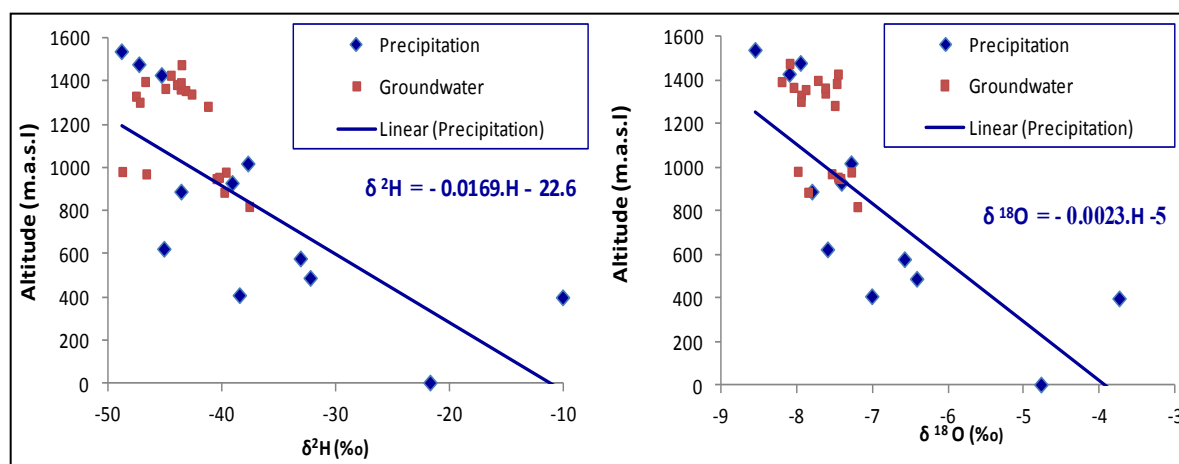 1600
1400
1200
1000
800
600
400
200
0
Altitude (m.a.s.l)
Precipitation
Groundwater
Linear (Precipitation)
δ ²H = - 0.0169.H - 22.6
-50 -40 -30 -20 -10
δ²H (‰)
1600
1400
1200
1000
800
600
400
200
0
Altitude (m.a.s.l)
Precipitation
Groundwater
Linear (Precipitation)
δ ¹⁸O = - 0.0023.H -5
-9 -8 -7 -6 -5 -4 -3
δ ¹⁸O (‰)